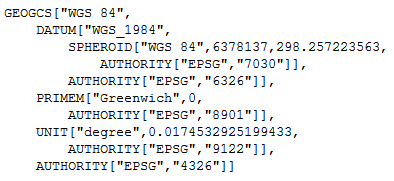 GEOGCS["WGS 84",
    DATUM["WGS_1984",
        SPHEROID["WGS 84",6378137,298.257223563,
            AUTHORITY["EPSG","7030"]],
        AUTHORITY["EPSG","6326"]],
    PRIMEM["Greenwich",0,
        AUTHORITY["EPSG","8901"]],
    UNIT["degree",0.0174532925199433,
        AUTHORITY["EPSG","9122"]],
    AUTHORITY["EPSG","4326"]]